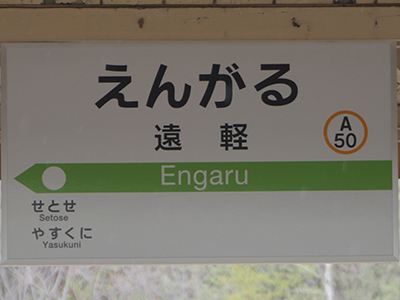 えんがる
遠軽
A
50
Engaru
せとせ
Setose
やすくに
Yasukuni